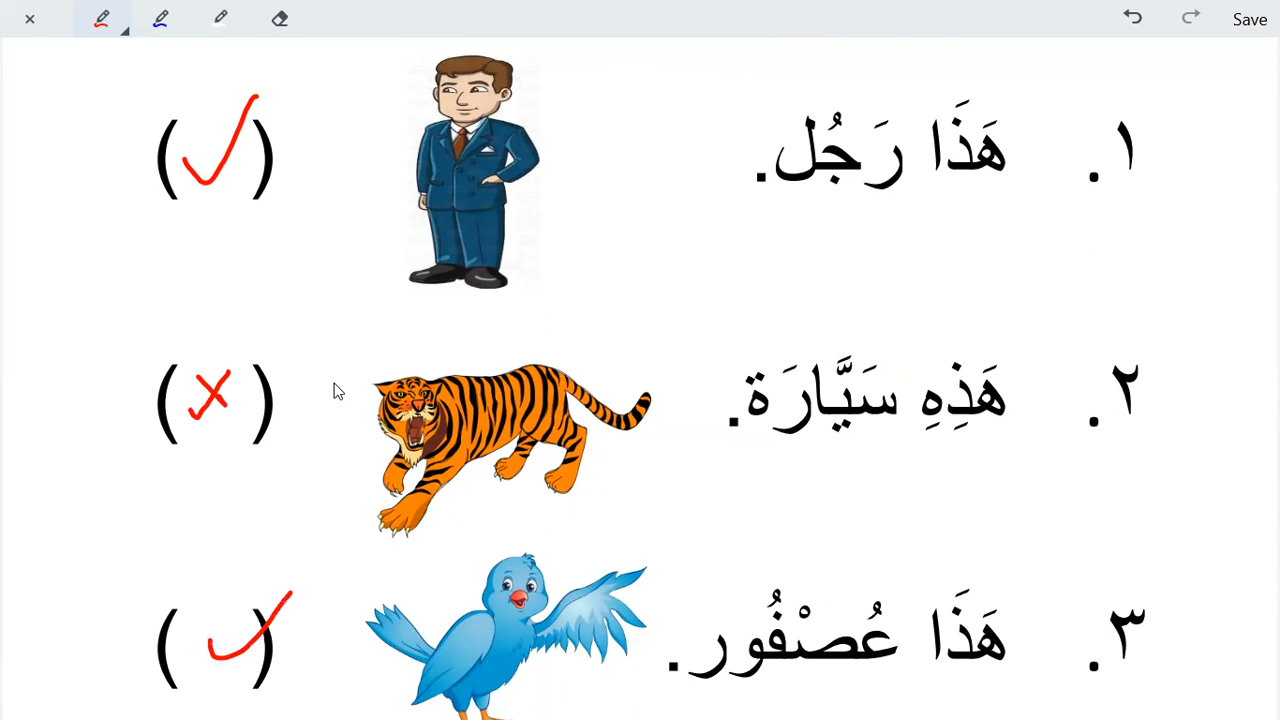 Save
١. هَذَا رَجُل. (✓)
٢. هَذِهِ سَيَّارَة. (✗)
٣. هَذَا عُصْفُور. (✓)